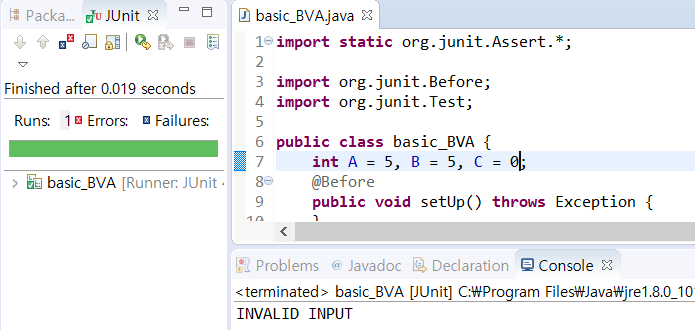 Packa...
JUnit
Finished after 0.019 seconds
Runs: 1 Errors: Failures:
basic_BVA [Runner: JUnit 4
basic_BVA.java
1 import static org.junit.Assert.*;
2
3 import org.junit.Before;
4 import org.junit.Test;
5
6 public class basic_BVA {
7 int A = 5, B = 5, C = 0;
8 @Before
9 public void setUp() throws Exception {
10 }
Problems @ Javadoc Declaration Console
<terminated> basic_BVA [JUnit] C:₩Program Files₩Java₩jre1.8.0_10
INVALID INPUT